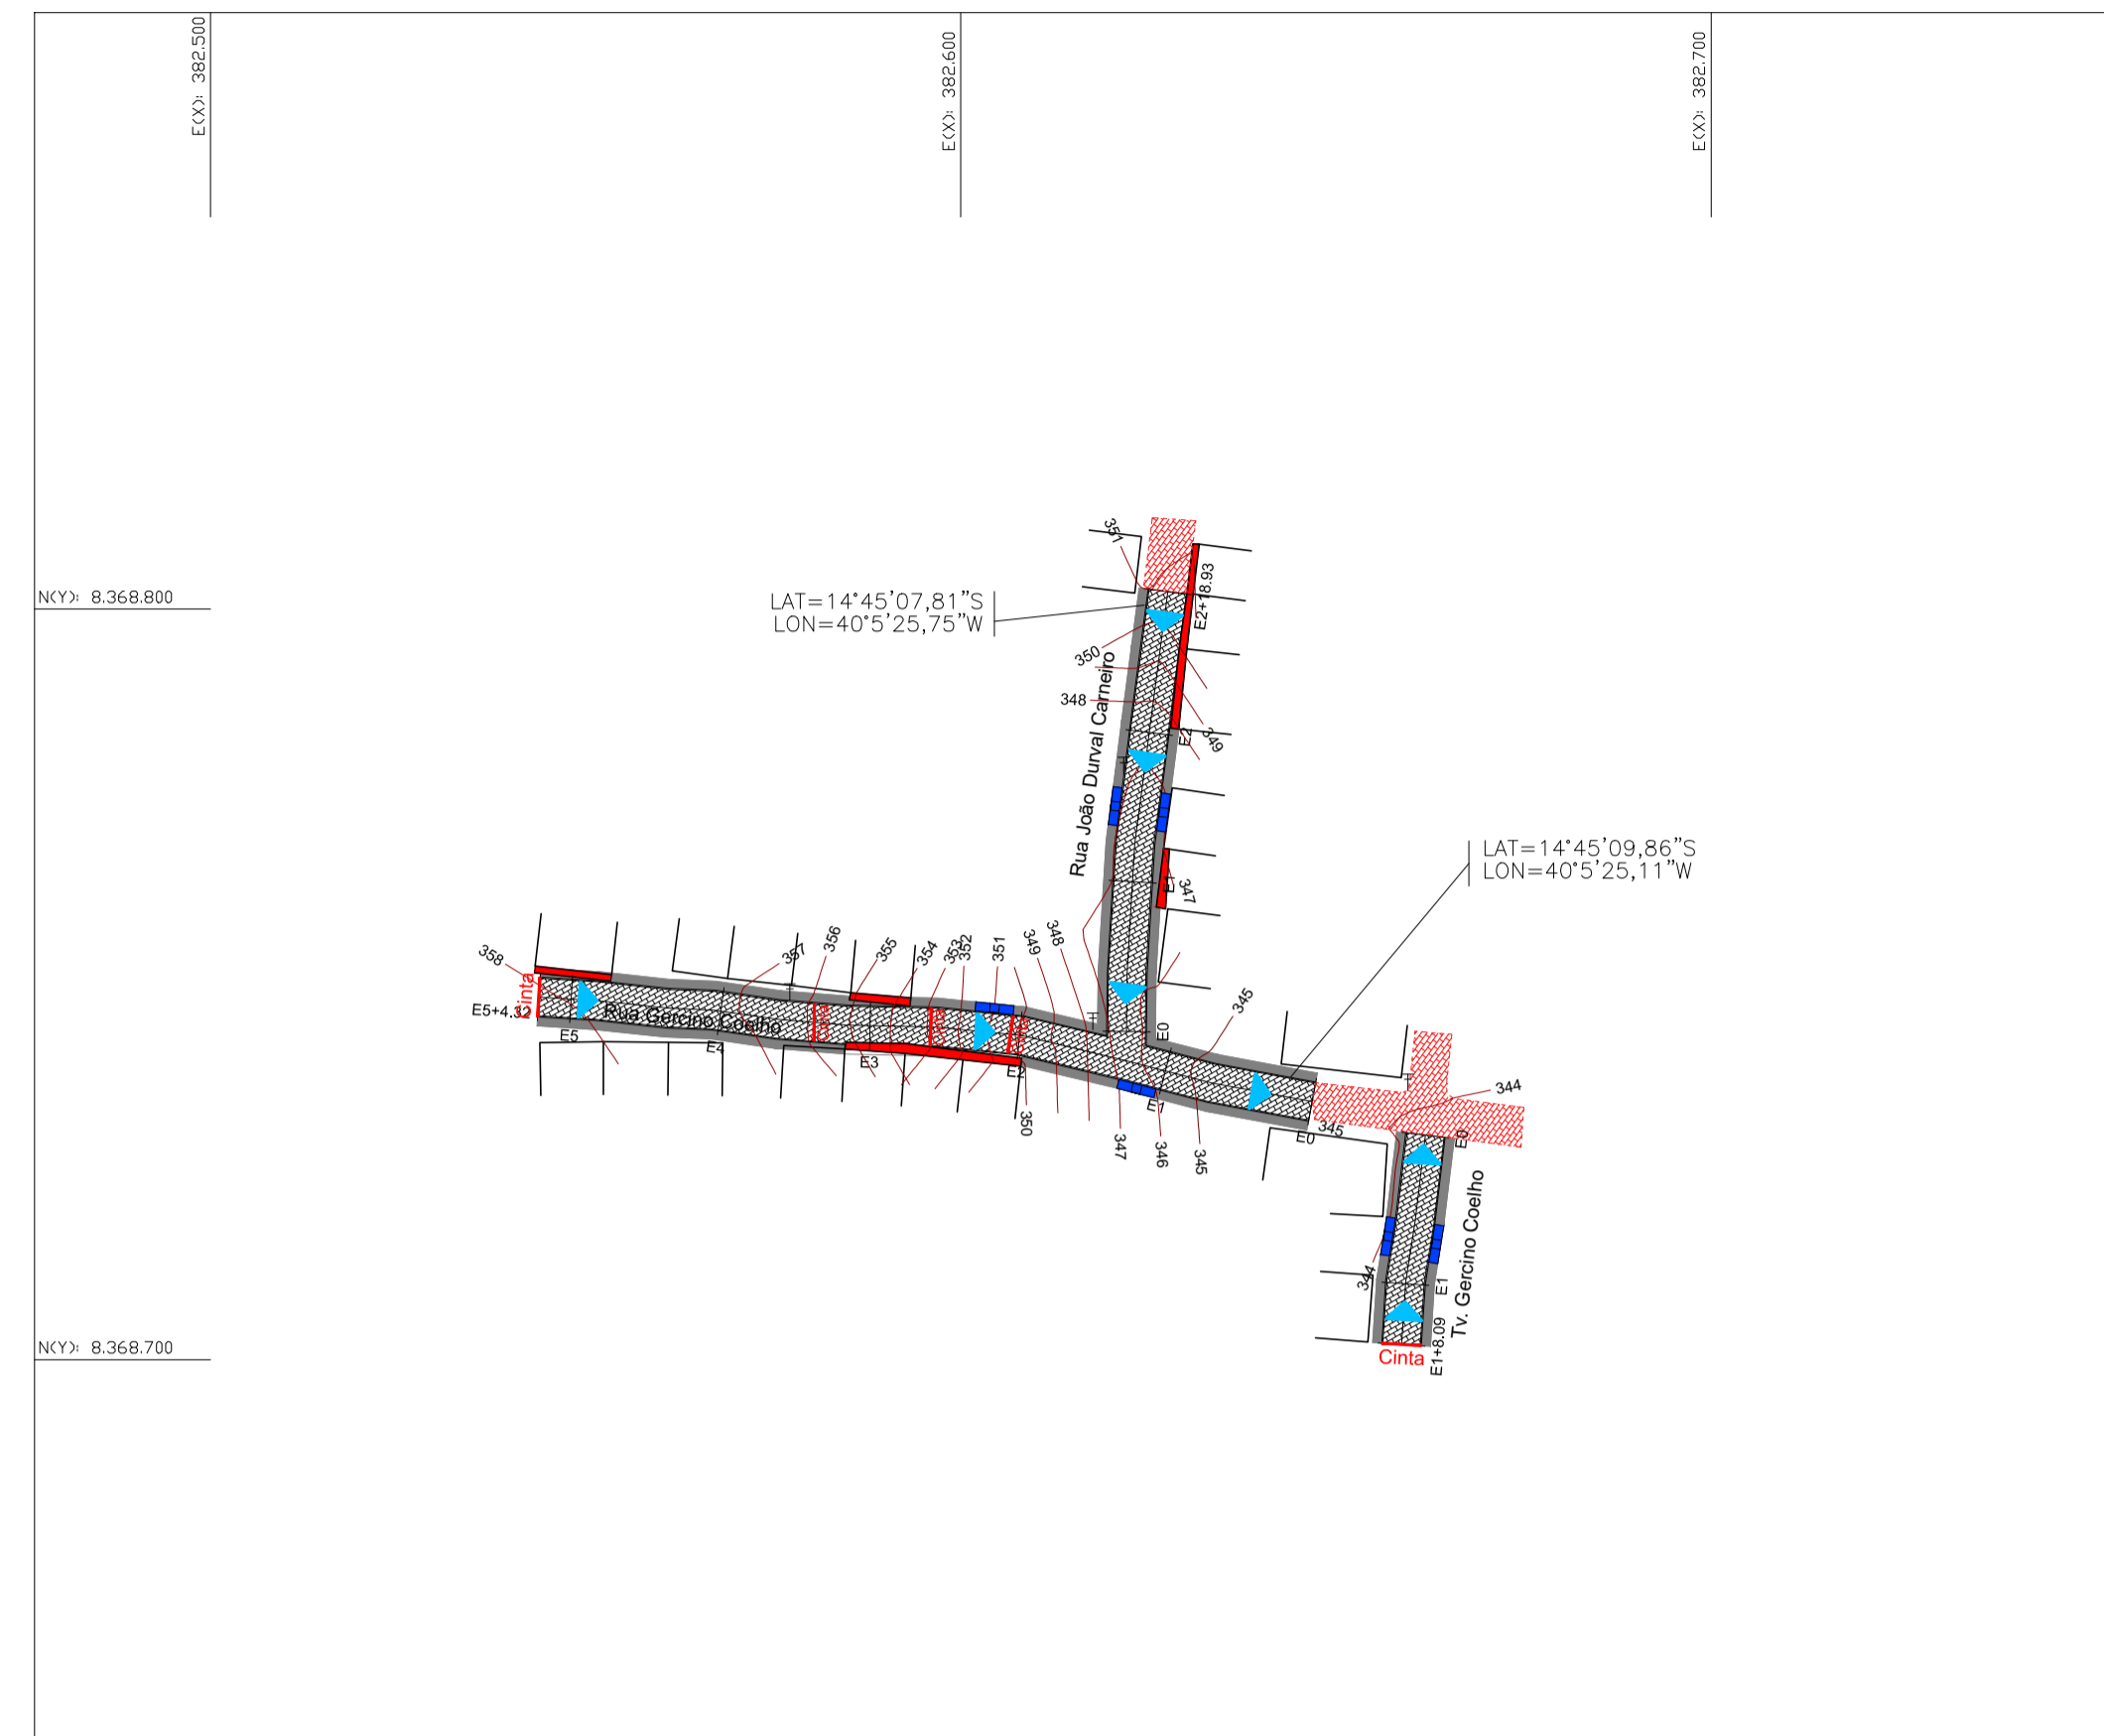 E(X): 382.500
E(X): 382.600
E(X): 382.700
N(Y): 8.368.800
N(Y): 8.368.700
LAT=14°45'07,81"S
LON=40°5'25,75"W
LAT=14°45'09,86"S
LON=40°5'25,11"W
351
E2+18.93
350
348
349
E2
Rua João Durval Carneiro
E1
347
E0
358
Cinta
E5+4.32
E5
Rua Gercino Coelho
E4
357
356
Cinta
355
E3
354
353
Cinta
352
351
Cinta
E2
350
349
348
347
E1
346
345
345
E0
345
344
E0
344
E1
Tv. Gercino Coelho
E1+8.09
Cinta